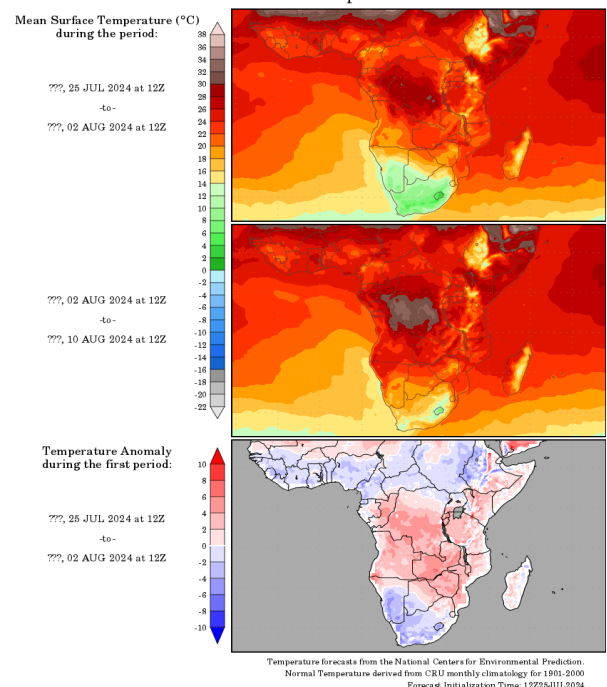 Mean Surface Temperature (°C)
during the period:
38
36
34
32
30
28
26
24
22
20
18
16
14
12
10
8
6
4
2
0
-2
-4
-6
-8
-10
-12
-14
-16
-18
-20
-22
???, 25 JUL 2024 at 12Z
-to-
???, 02 AUG 2024 at 12Z
???, 02 AUG 2024 at 12Z
-to-
???, 10 AUG 2024 at 12Z
Temperature Anomaly
during the first period:
10
8
6
4
2
0
-2
-4
-6
-8
-10
???, 25 JUL 2024 at 12Z
-to-
???, 02 AUG 2024 at 12Z
Temperature forecasts from the National Centers for Environmental Prediction.
Normal Temperature derived from CRU monthly climatology for 1901-2000
Forecast Initialization Time: 12Z25JUL2024